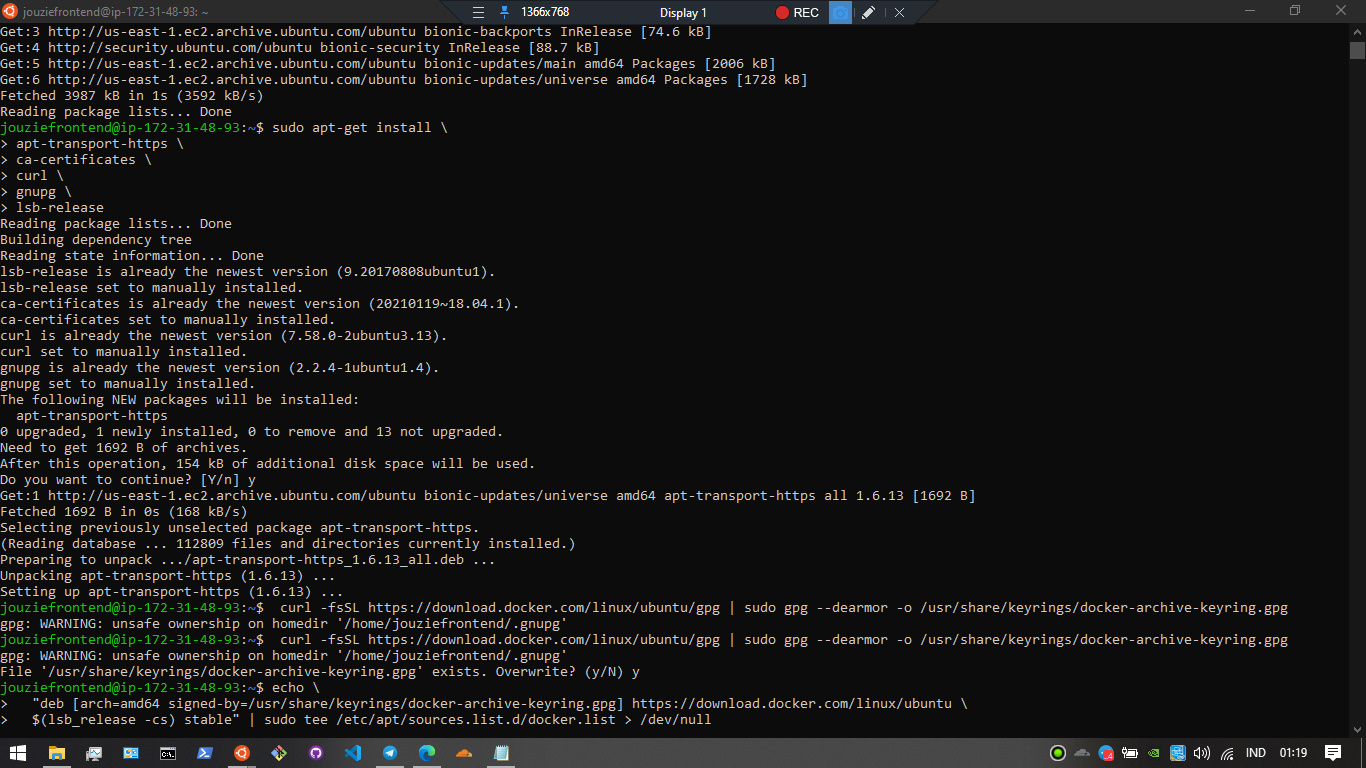 jouziefrontend@ip-172-31-48-93: ~
1366x768
Display 1
REC
Get:3 http://us-east-1.ec2.archive.ubuntu.com/ubuntu bionic-backports InRelease [74.6 kB]
Get:4 http://security.ubuntu.com/ubuntu bionic-security InRelease [88.7 kB]
Get:5 http://us-east-1.ec2.archive.ubuntu.com/ubuntu bionic-updates/main amd64 Packages [2006 kB]
Get:6 http://us-east-1.ec2.archive.ubuntu.com/ubuntu bionic-updates/universe amd64 Packages [1728 kB]
Fetched 3987 kB in 1s (3592 kB/s)
Reading package lists... Done
jouziefrontend@ip-172-31-48-93:~$ sudo apt-get install \
> apt-transport-https \
> ca-certificates \
> curl \
> gnupg \
> lsb-release
Reading package lists... Done
Building dependency tree
Reading state information... Done
lsb-release is already the newest version (9.20170808ubuntu1).
lsb-release set to manually installed.
ca-certificates is already the newest version (20210119~18.04.1).
ca-certificates set to manually installed.
curl is already the newest version (7.58.0-2ubuntu3.13).
curl set to manually installed.
gnupg is already the newest version (2.2.4-1ubuntu1.4).
gnupg set to manually installed.
The following NEW packages will be installed:
  apt-transport-https
0 upgraded, 1 newly installed, 0 to remove and 13 not upgraded.
Need to get 1692 B of archives.
After this operation, 154 kB of additional disk space will be used.
Do you want to continue? [Y/n] y
Get:1 http://us-east-1.ec2.archive.ubuntu.com/ubuntu bionic-updates/universe amd64 apt-transport-https all 1.6.13 [1692 B]
Fetched 1692 B in 0s (168 kB/s)
Selecting previously unselected package apt-transport-https.
(Reading database ... 112809 files and directories currently installed.)
Preparing to unpack .../apt-transport-https_1.6.13_all.deb ...
Unpacking apt-transport-https (1.6.13) ...
Setting up apt-transport-https (1.6.13) ...
jouziefrontend@ip-172-31-48-93:~$  curl -fsSL https://download.docker.com/linux/ubuntu/gpg | sudo gpg --dearmor -o /usr/share/keyrings/docker-archive-keyring.gpg
gpg: WARNING: unsafe ownership on homedir '/home/jouziefrontend/.gnupg'
jouziefrontend@ip-172-31-48-93:~$  curl -fsSL https://download.docker.com/linux/ubuntu/gpg | sudo gpg --dearmor -o /usr/share/keyrings/docker-archive-keyring.gpg
gpg: WARNING: unsafe ownership on homedir '/home/jouziefrontend/.gnupg'
File '/usr/share/keyrings/docker-archive-keyring.gpg' exists. Overwrite? (y/N) y
jouziefrontend@ip-172-31-48-93:~$ echo \
>   "deb [arch=amd64 signed-by=/usr/share/keyrings/docker-archive-keyring.gpg] https://download.docker.com/linux/ubuntu \
>   $(lsb_release -cs) stable" | sudo tee /etc/apt/sources.list.d/docker.list > /dev/null
IND
01:19